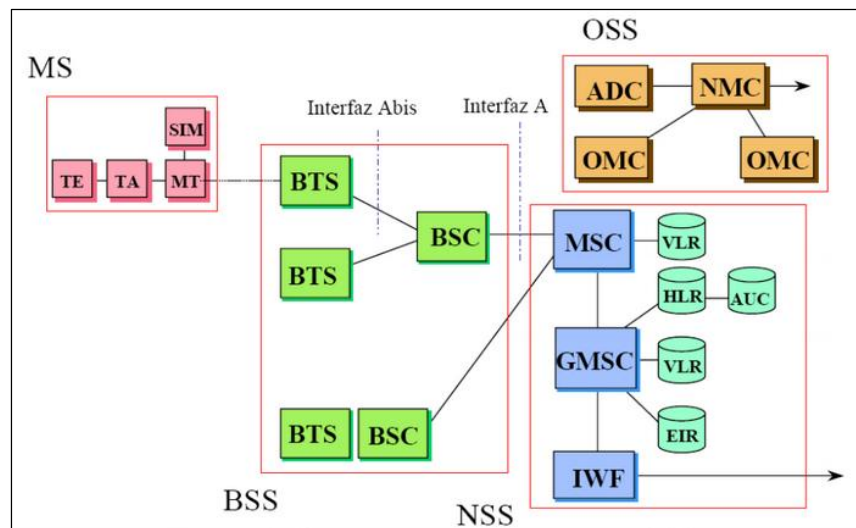 OSS
MS
ADC
NMC
Interfaz Abis
Interfaz A
SIM
OMC
OMC
TE
TA
MT
BTS
BSC
MSC
VLR
BTS
HLR
AUC
GMSC
VLR
BTS
BSC
EIR
IWF
BSS
NSS